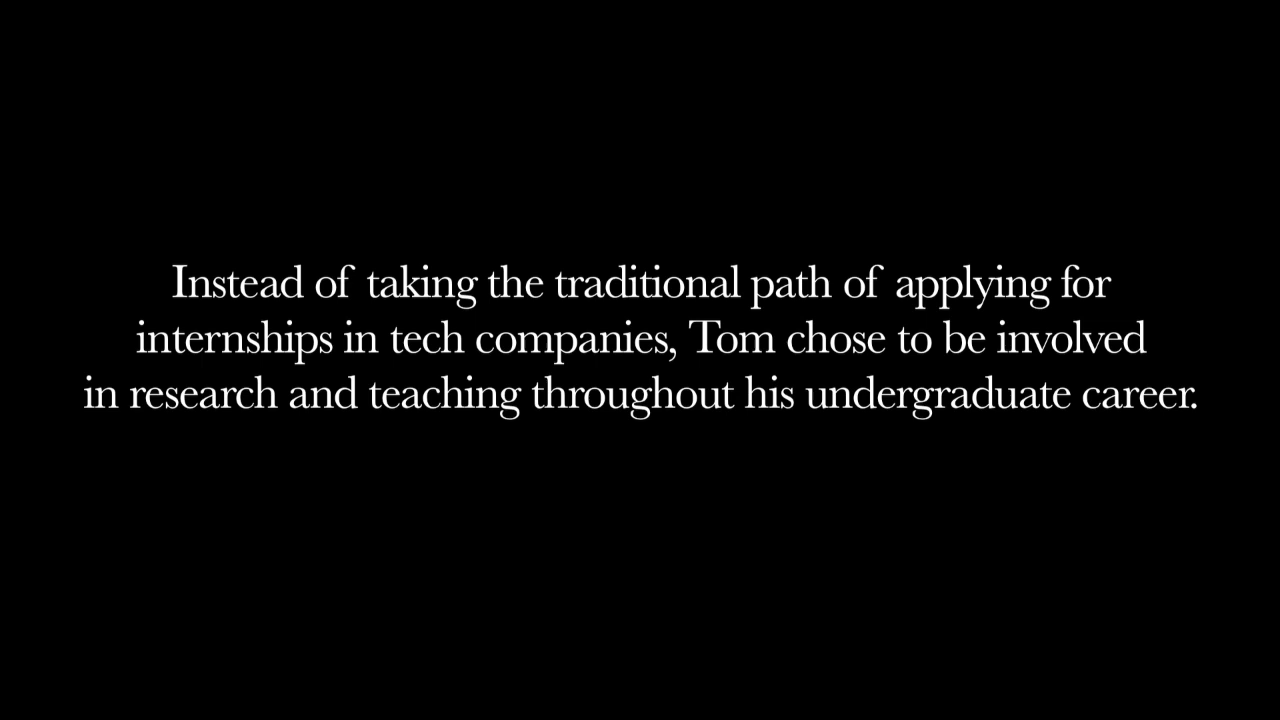 Instead of taking the traditional path of applying for
internships in tech companies, Tom chose to be involved
in research and teaching throughout his undergraduate career.